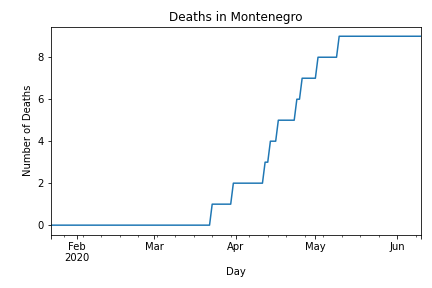 Deaths in Montenegro
Number of Deaths
8
6
4
2
0
Feb
2020
Mar
Apr
May
Jun
Day